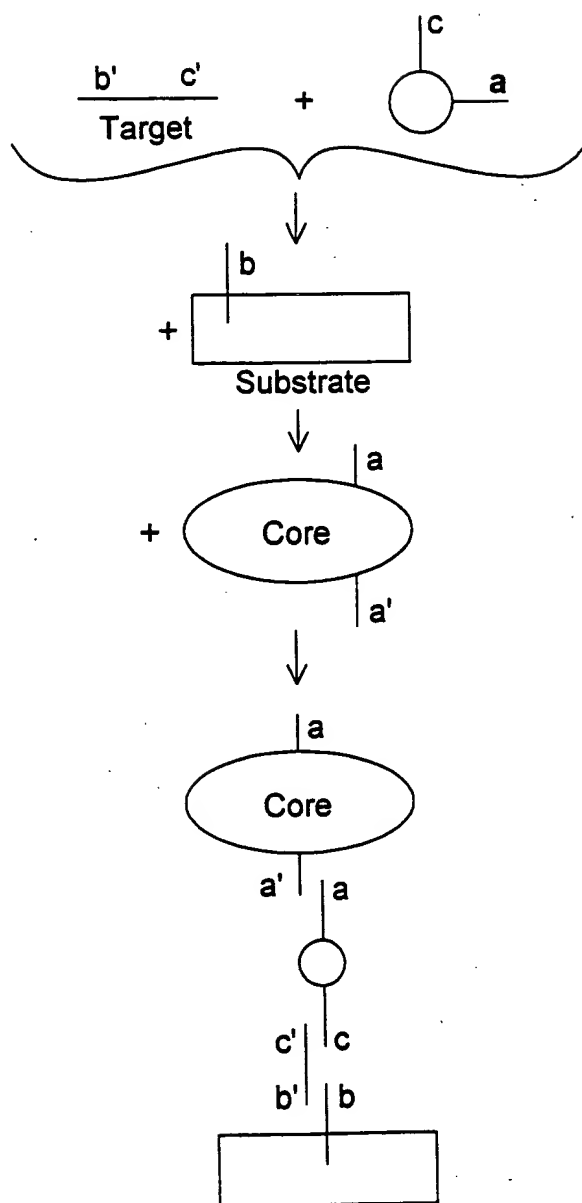 c
b' c'
+
a
Target
b
+
Substrate
a
+ Core
a'
a
Core
a' a
c' c
b' b